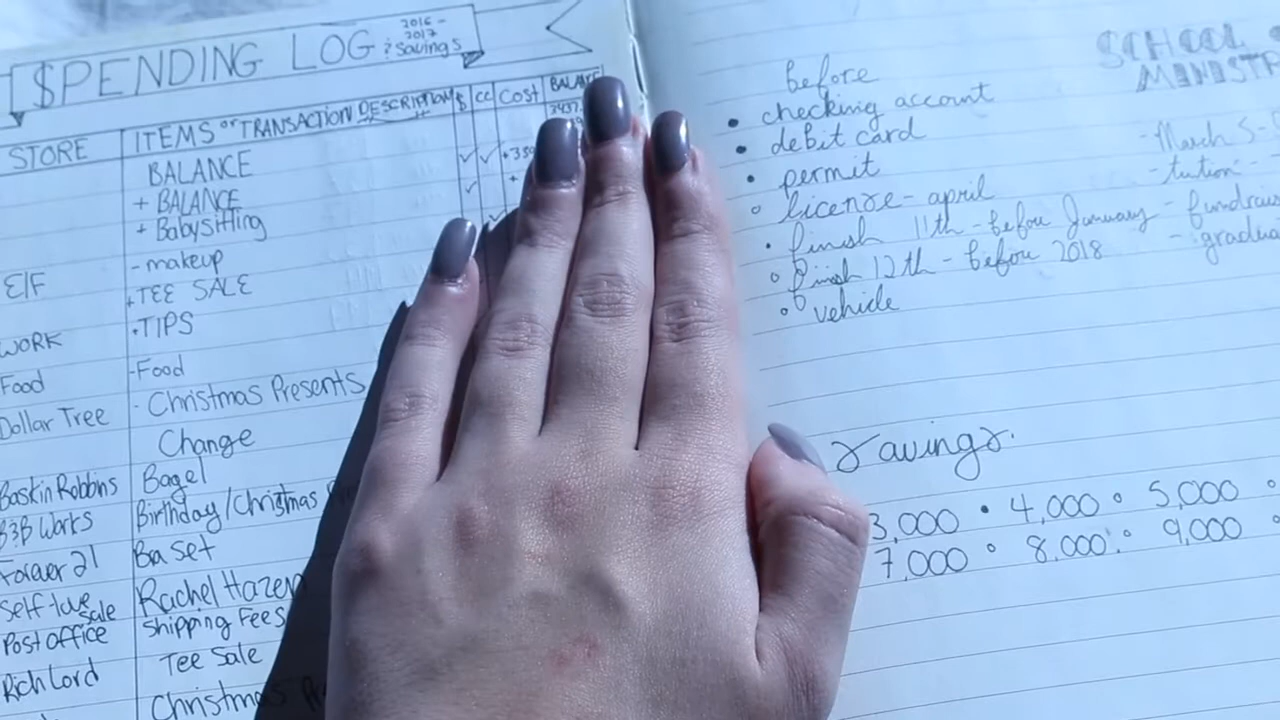 $PENDING LOG
2016 -
2017
& Savings
STORE ITEMS or TRANSACTION DESCRIPTION $ CC COST BALANC
BALANCE
+ BALANCE
+ Babysitting
E|F - makeup
+TEE SALE
WORK +TIPS
Food -Food
Dollar Tree - Christmas Presents
Change
Baskin Robbins Bagel
B&B Works Birthday/Christmas
Forever 21 Bra Set
Self-love sale Rachel Hazen
Post office Shipping Fees
Rich Lord Tee Sale
Christmas
before
• checking account
• debit card
• permit
◦ license - april
• finish 11th - before January
◦ finish 12th - before 2018
◦ vehicle
SCHOOL
MINISTR
- March 5-
- tution -
- fundrais
- gradua
savings.
3,000 • 4,000 ◦ 5,000 ◦
7,000 ◦ 8,000 ◦ 9,000 ◦